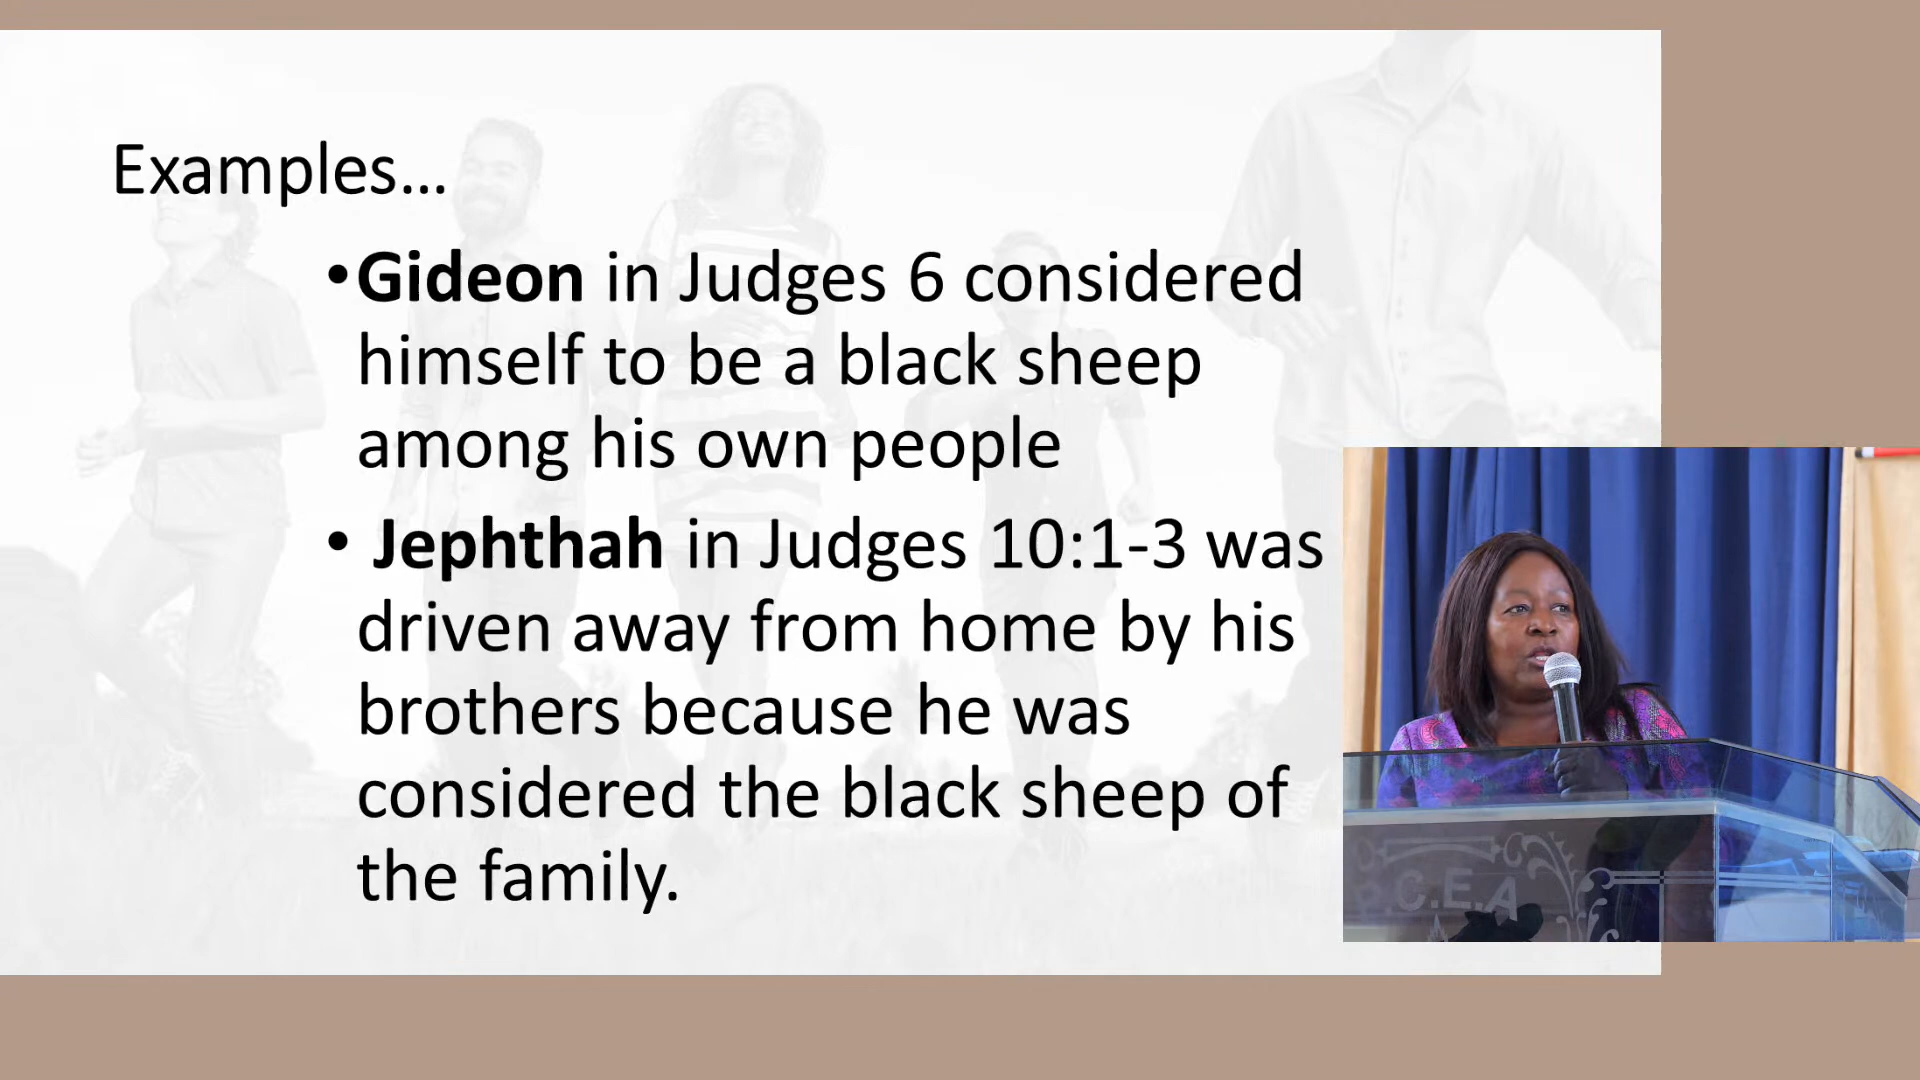 Examples...
•Gideon in Judges 6 considered
himself to be a black sheep
among his own people
• Jephthah in Judges 10:1-3 was
driven away from home by his
brothers because he was
considered the black sheep of
the family.
.C.E.A